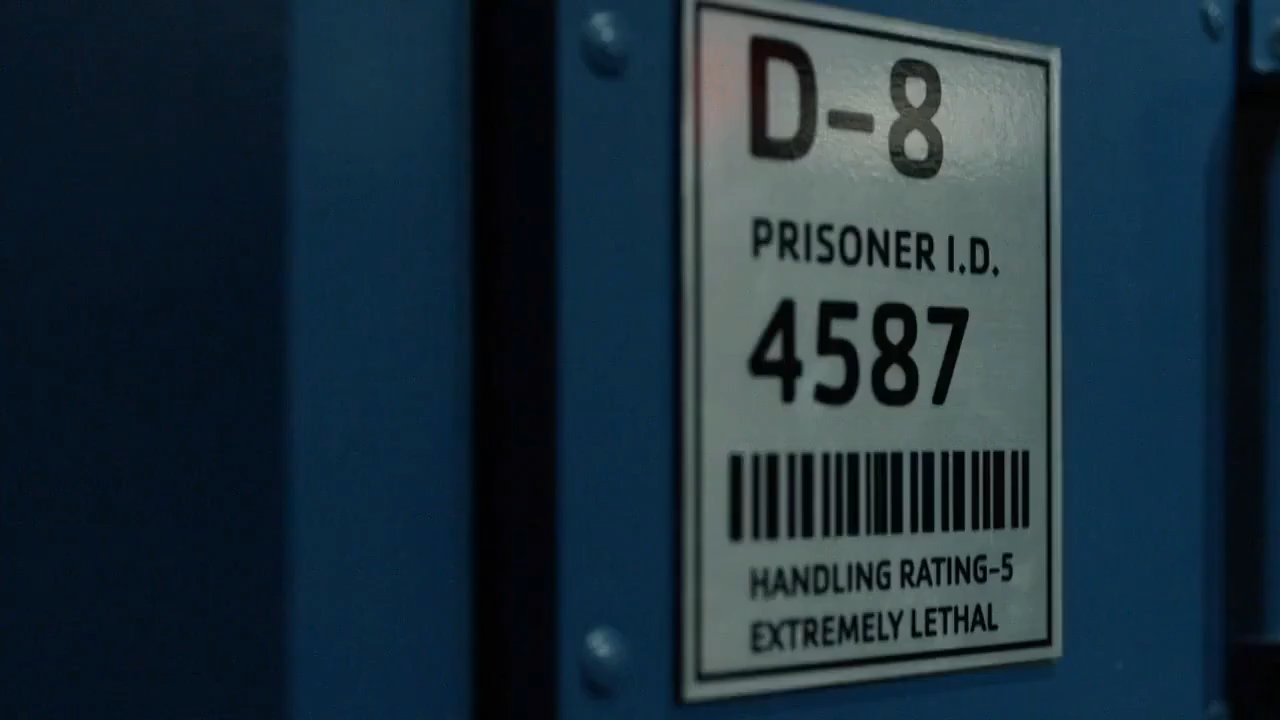 D-8
PRISONER I.D.
4587
HANDLING RATING-5
EXTREMELY LETHAL